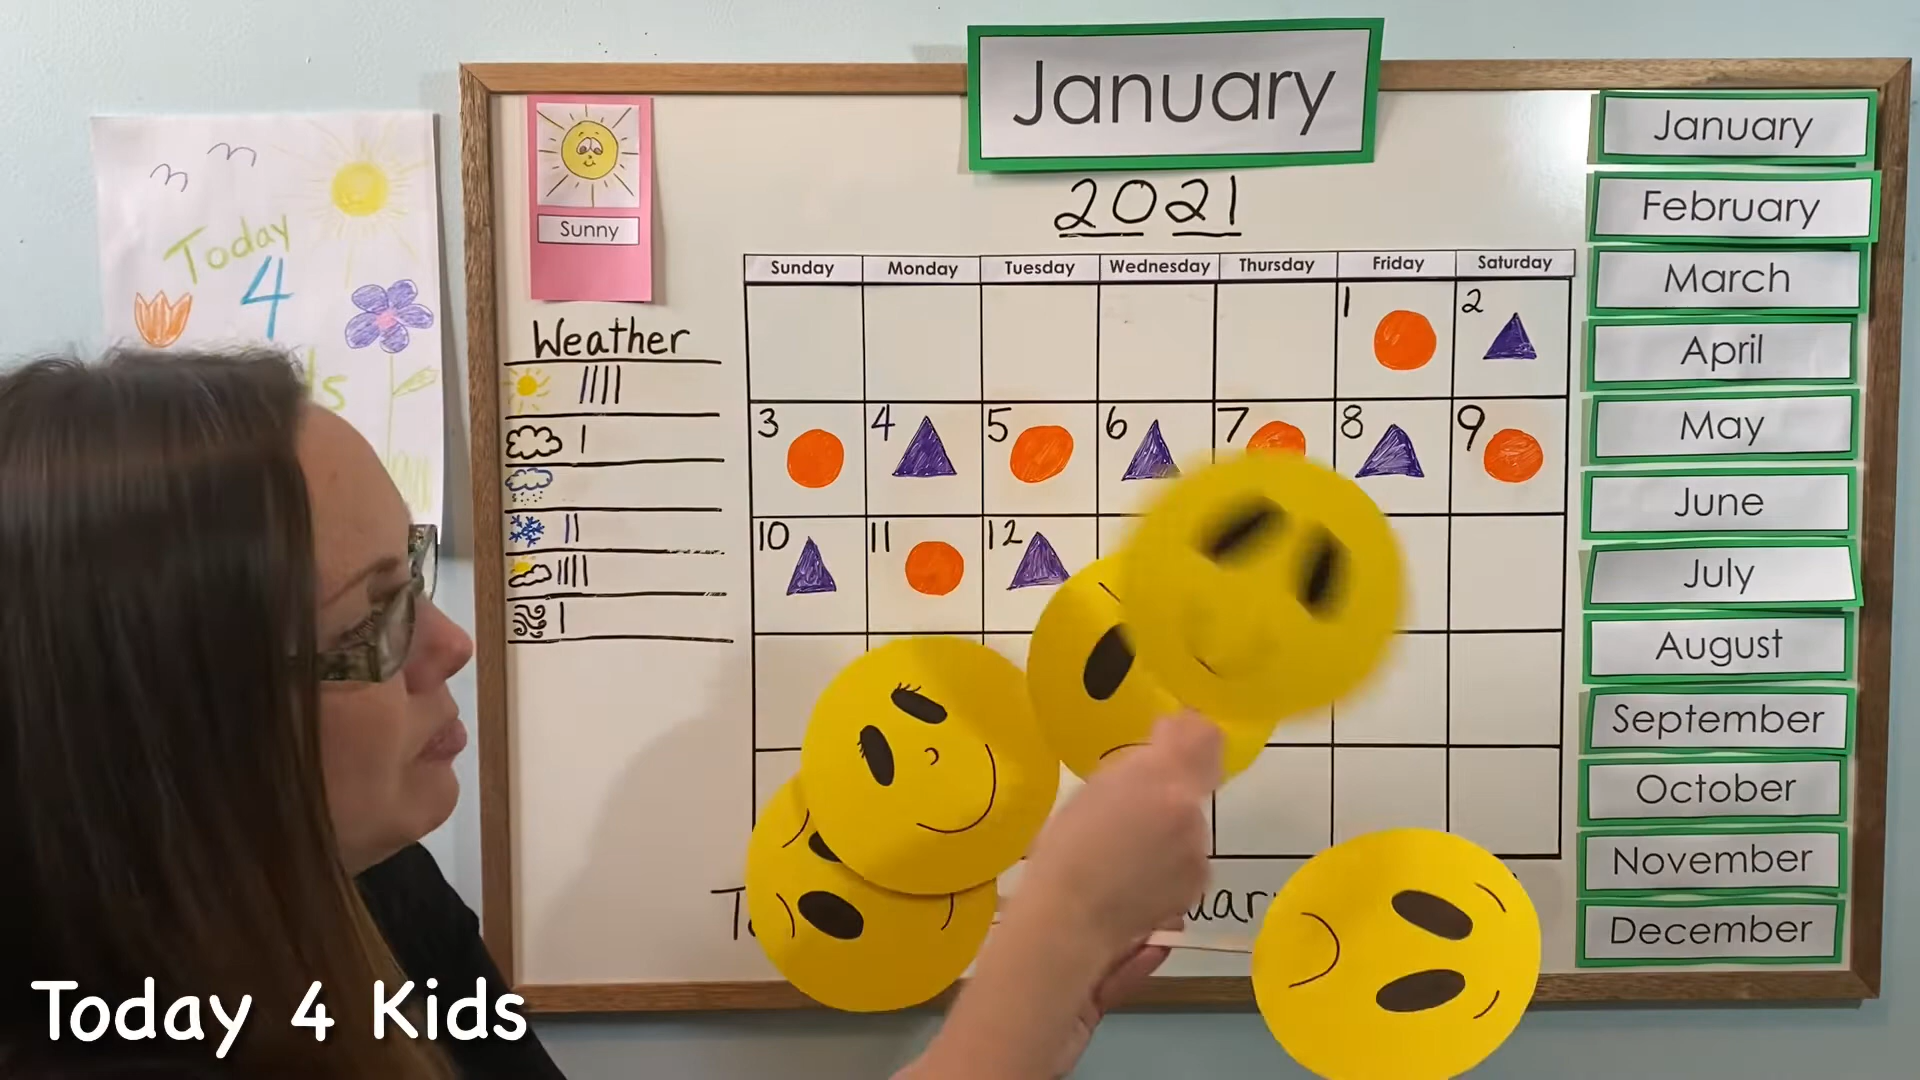 January
2021
Sunny
Today
4
Weather
Sunday Monday Tuesday Wednesday Thursday Friday Saturday
1 2
3 4 5 6 7 8 9
10 11 12
January
February
March
April
May
June
July
August
September
October
November
December
Today 4 Kids